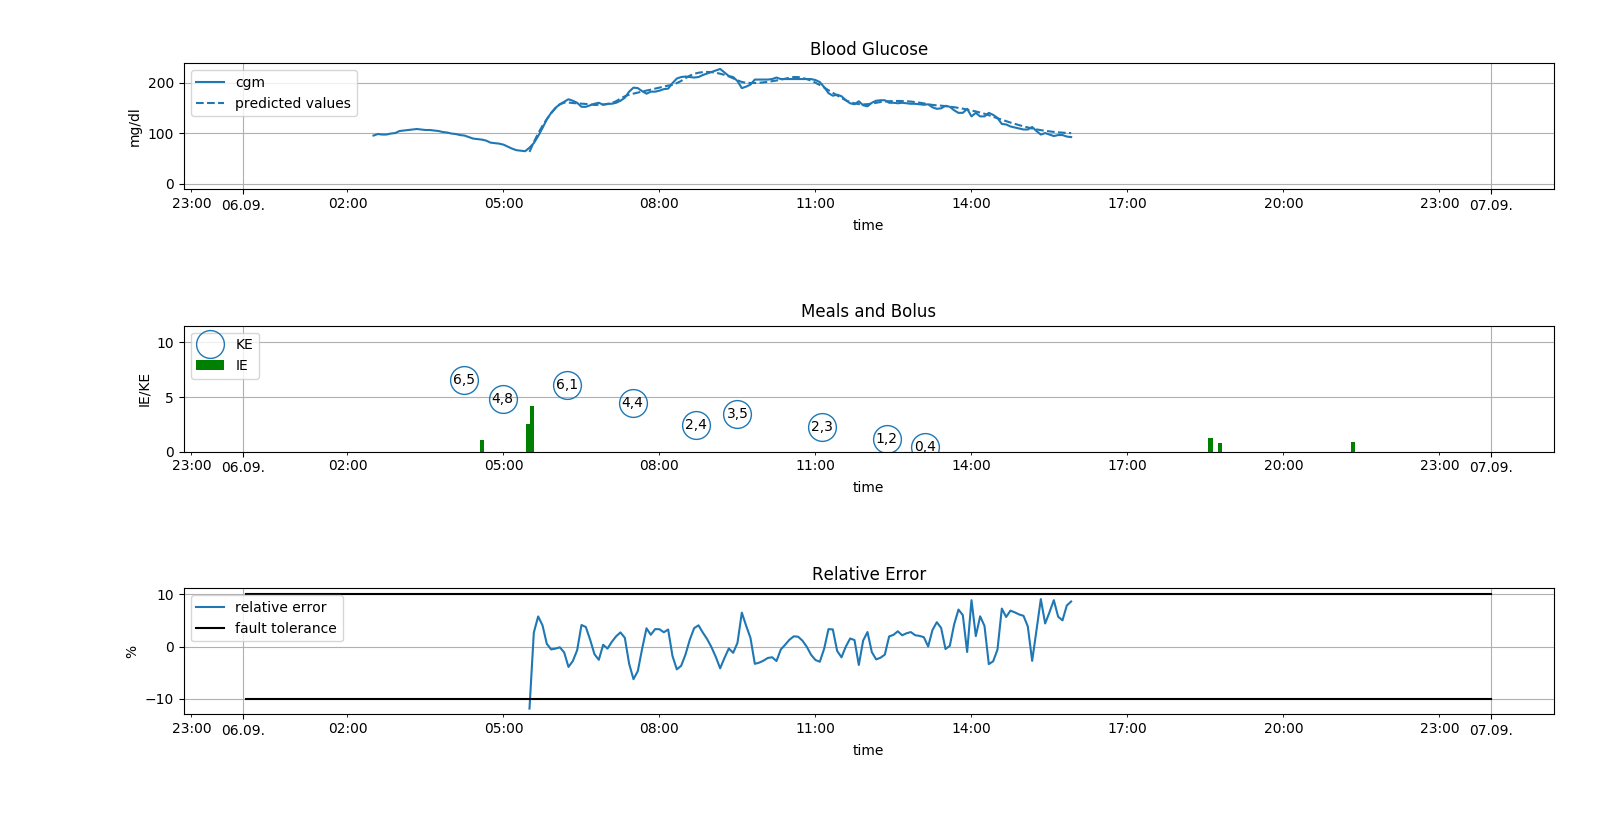 Blood Glucose
cgm
predicted values
mg/dl
200
100
0
23:00 06.09. 02:00 05:00 08:00 11:00 14:00 17:00 20:00 23:00 07.09.
time
Meals and Bolus
KE
IE
IE/KE
10
5
0
6,5 4,8 6,1 4,4 2,4 3,5 2,3 1,2 0,4
23:00 06.09. 02:00 05:00 08:00 11:00 14:00 17:00 20:00 23:00 07.09.
time
Relative Error
relative error
fault tolerance
%
10
0
−10
23:00 06.09. 02:00 05:00 08:00 11:00 14:00 17:00 20:00 23:00 07.09.
time